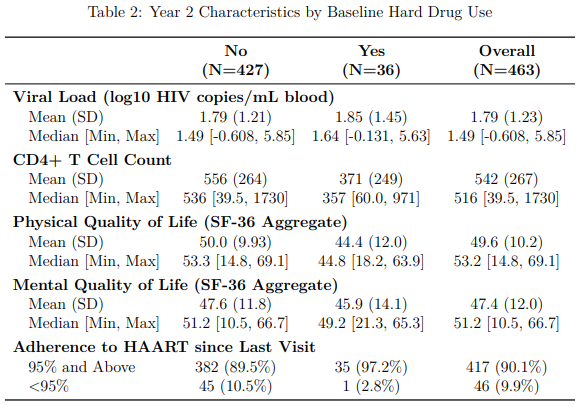 Table 2: Year 2 Characteristics by Baseline Hard Drug Use
No Yes Overall
(N=427) (N=36) (N=463)
Viral Load (log10 HIV copies/mL blood)
Mean (SD) 1.79 (1.21) 1.85 (1.45) 1.79 (1.23)
Median [Min, Max] 1.49 [-0.608, 5.85] 1.64 [-0.131, 5.63] 1.49 [-0.608, 5.85]
CD4+ T Cell Count
Mean (SD) 556 (264) 371 (249) 542 (267)
Median [Min, Max] 536 [39.5, 1730] 357 [60.0, 971] 516 [39.5, 1730]
Physical Quality of Life (SF-36 Aggregate)
Mean (SD) 50.0 (9.93) 44.4 (12.0) 49.6 (10.2)
Median [Min, Max] 53.3 [14.8, 69.1] 44.8 [18.2, 63.9] 53.2 [14.8, 69.1]
Mental Quality of Life (SF-36 Aggregate)
Mean (SD) 47.6 (11.8) 45.9 (14.1) 47.4 (12.0)
Median [Min, Max] 51.2 [10.5, 66.7] 49.2 [21.3, 65.3] 51.2 [10.5, 66.7]
Adherence to HAART since Last Visit
95% and Above 382 (89.5%) 35 (97.2%) 417 (90.1%)
<95% 45 (10.5%) 1 (2.8%) 46 (9.9%)